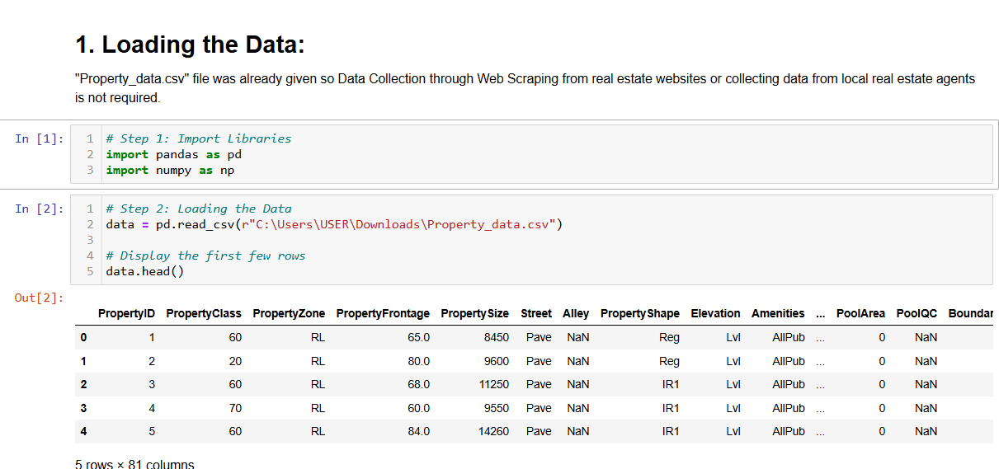 1. Loading the Data:
"Property_data.csv" file was already given so Data Collection through Web Scraping from real estate websites or collecting data from local real estate agents
is not required.
In [1]: 1 # Step 1: Import Libraries
2 import pandas as pd
3 import numpy as np
In [2]: 1 # Step 2: Loading the Data
2 data = pd.read_csv(r"C:\Users\USER\Downloads\Property_data.csv")
3
4 # Display the first few rows
5 data.head()
Out[2]:
PropertyID PropertyClass PropertyZone PropertyFrontage PropertySize Street Alley PropertyShape Elevation Amenities ... PoolArea PoolQC Boundar
0 1 60 RL 65.0 8450 Pave NaN Reg Lvl AllPub ... 0 NaN
1 2 20 RL 80.0 9600 Pave NaN Reg Lvl AllPub ... 0 NaN
2 3 60 RL 68.0 11250 Pave NaN IR1 Lvl AllPub ... 0 NaN
3 4 70 RL 60.0 9550 Pave NaN IR1 Lvl AllPub ... 0 NaN
4 5 60 RL 84.0 14260 Pave NaN IR1 Lvl AllPub ... 0 NaN
5 rows × 81 columns